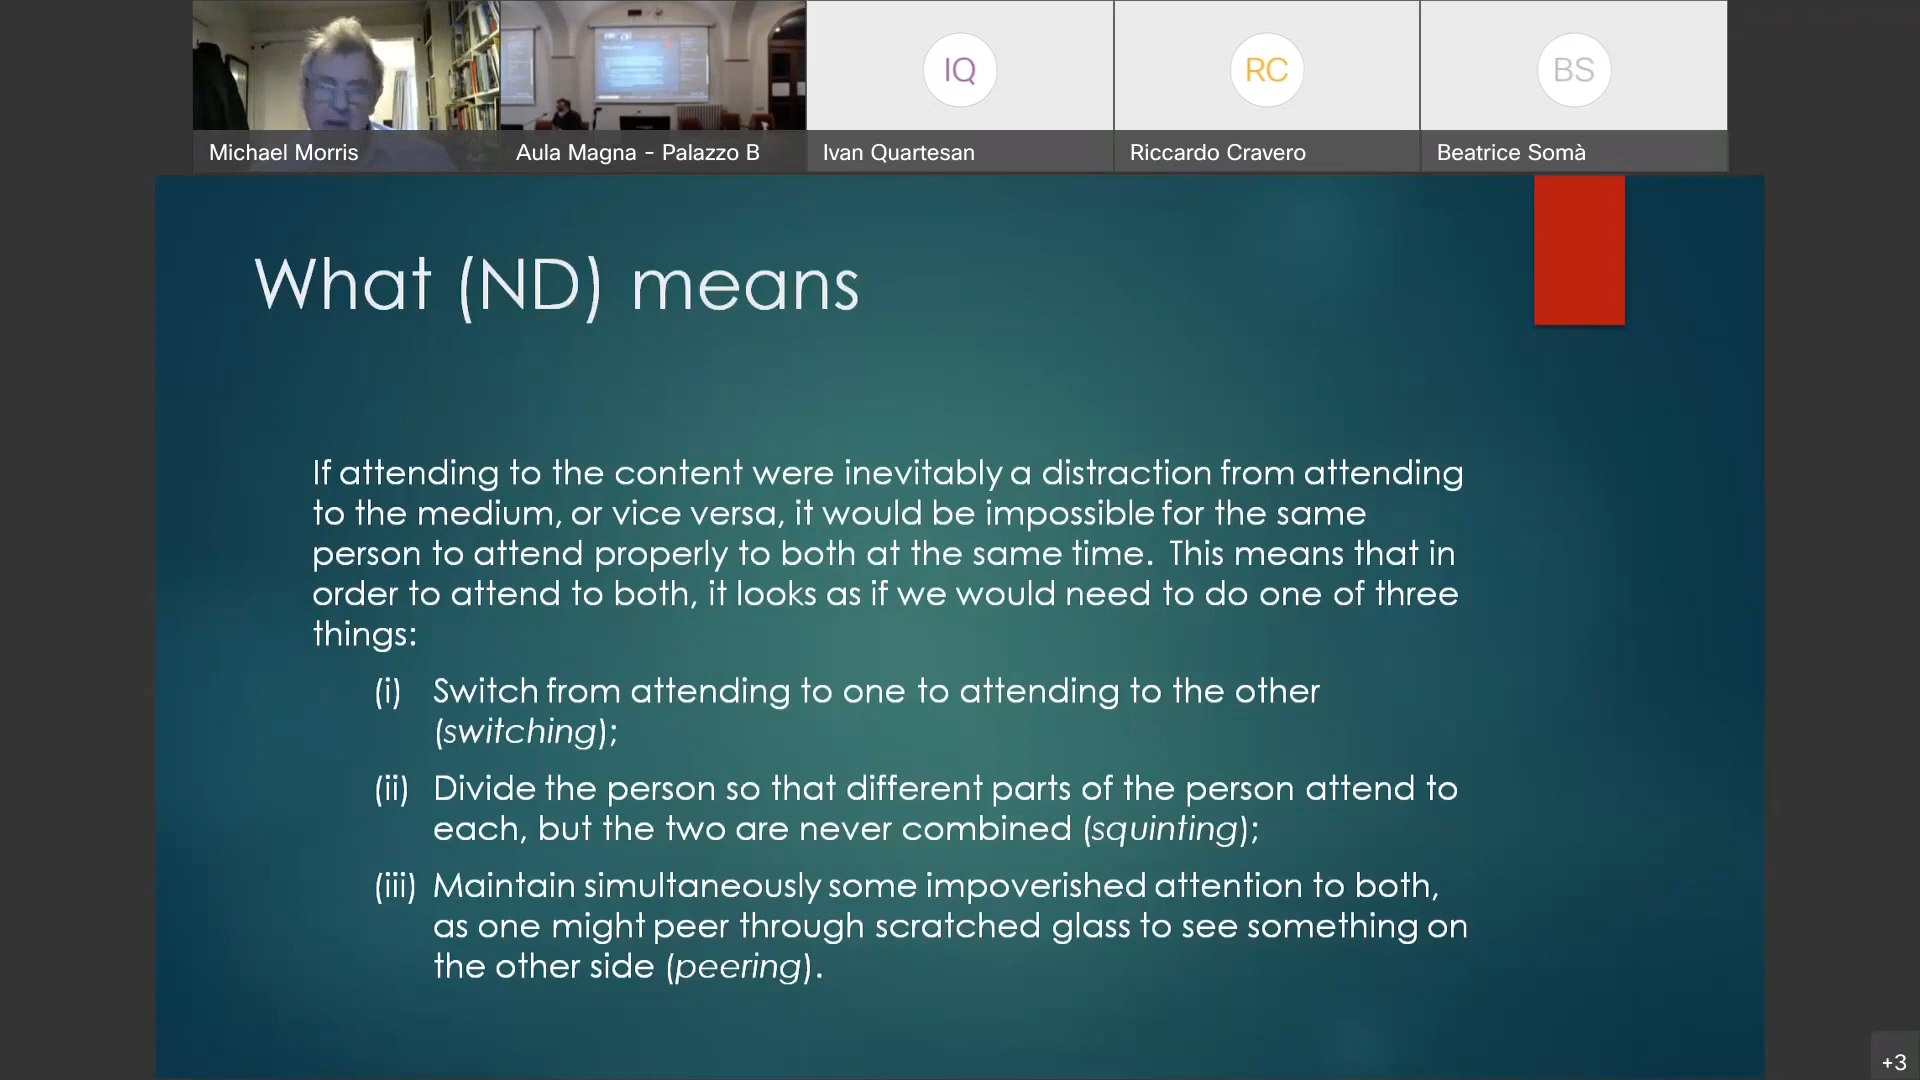 IQ
RC
BS
Michael Morris
Aula Magna - Palazzo B
Ivan Quartesan
Riccardo Cravero
Beatrice Somà
What (ND) means
If attending to the content were inevitably a distraction from attending
to the medium, or vice versa, it would be impossible for the same
person to attend properly to both at the same time. This means that in
order to attend to both, it looks as if we would need to do one of three
things:
(i) Switch from attending to one to attending to the other
(switching);
(ii) Divide the person so that different parts of the person attend to
each, but the two are never combined (squinting);
(iii) Maintain simultaneously some impoverished attention to both,
as one might peer through scratched glass to see something on
the other side (peering).
+3